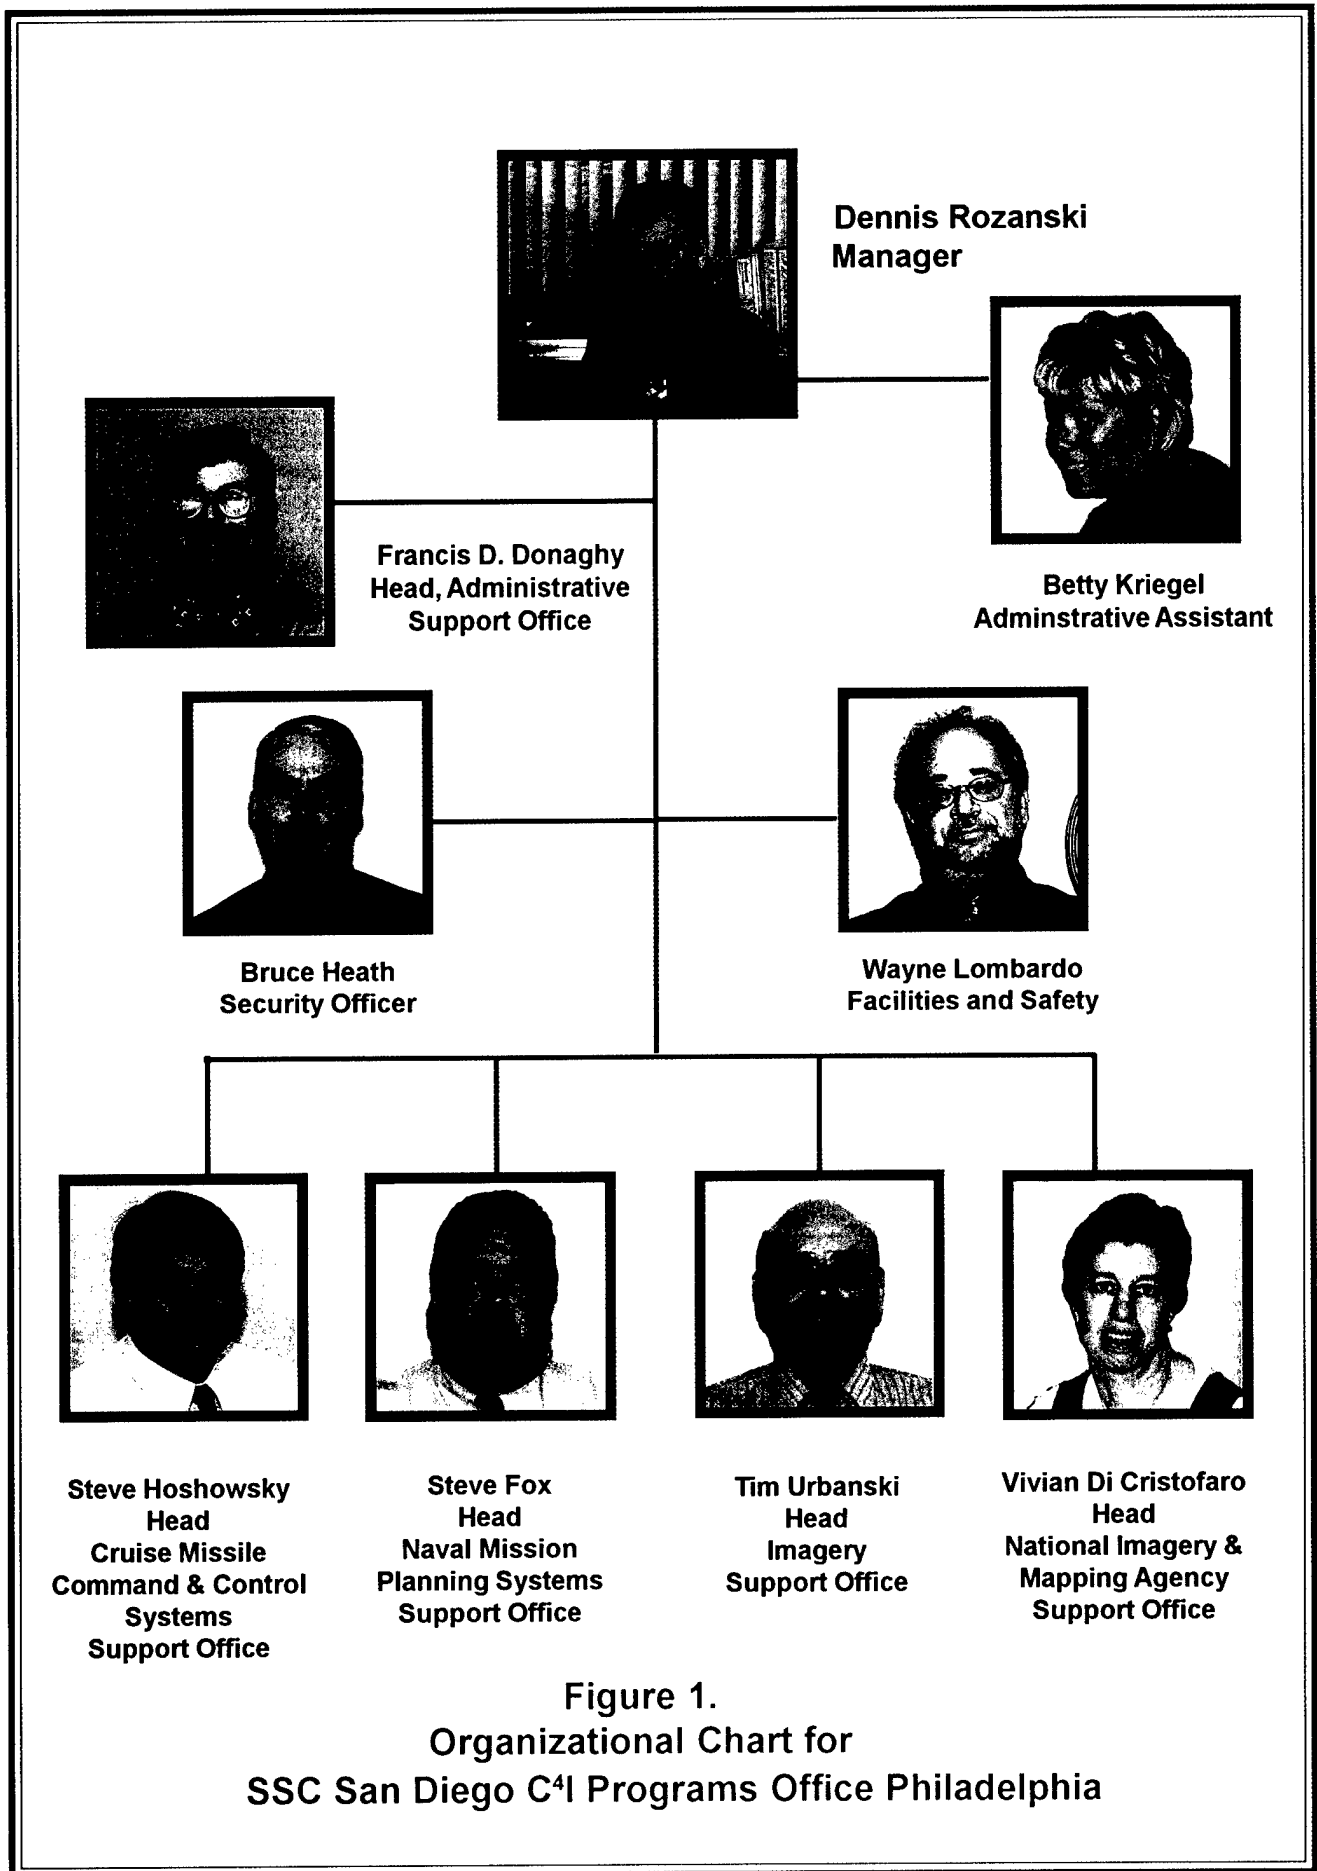 Dennis Rozanski
Manager
Francis D. Donaghy
Head, Administrative
Support Office
Betty Kriegel
Adminstrative Assistant
Bruce Heath
Security Officer
Wayne Lombardo
Facilities and Safety
Steve Hoshowsky
Head
Cruise Missile
Command & Control
Systems
Support Office
Steve Fox
Head
Naval Mission
Planning Systems
Support Office
Tim Urbanski
Head
Imagery
Support Office
Vivian Di Cristofaro
Head
National Imagery &
Mapping Agency
Support Office
Figure 1.
Organizational Chart for
SSC San Diego C⁴I Programs Office Philadelphia